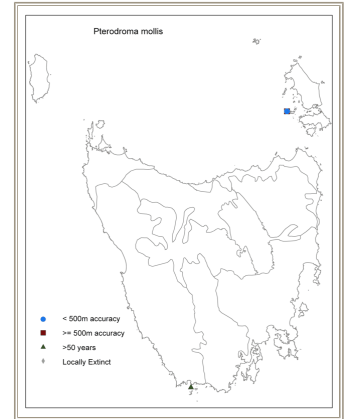 Pterodroma mollis
< 500m accuracy
>= 500m accuracy
>50 years
Locally Extinct